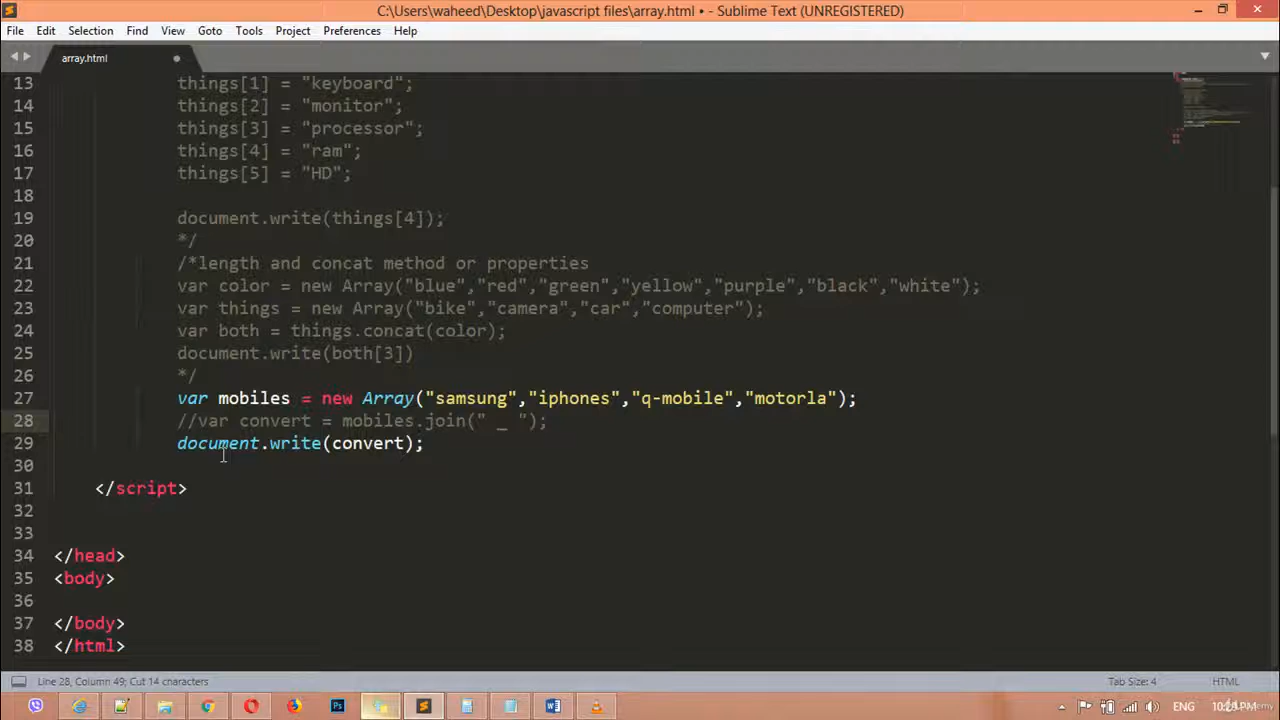 C:\Users\waheed\Desktop\javascript files\array.html • - Sublime Text (UNREGISTERED)
File Edit Selection Find View Goto Tools Project Preferences Help
array.html
13 things[1] = "keyboard";
14 things[2] = "monitor";
15 things[3] = "processor";
16 things[4] = "ram";
17 things[5] = "HD";
18
19 document.write(things[4]);
20 */
21 /*length and concat method or properties
22 var color = new Array("blue","red","green","yellow","purple","black","white");
23 var things = new Array("bike","camera","car","computer");
24 var both = things.concat(color);
25 document.write(both[3])
26 */
27 var mobiles = new Array("samsung","iphones","q-mobile","motorla");
28 //var convert = mobiles.join(" _ ");
29 document.write(convert);
30
31 </script>
32
33
34 </head>
35 <body>
36
37 </body>
38 </html>
Line 28, Column 49; Cut 14 characters Tab Size: 4 HTML
ENG